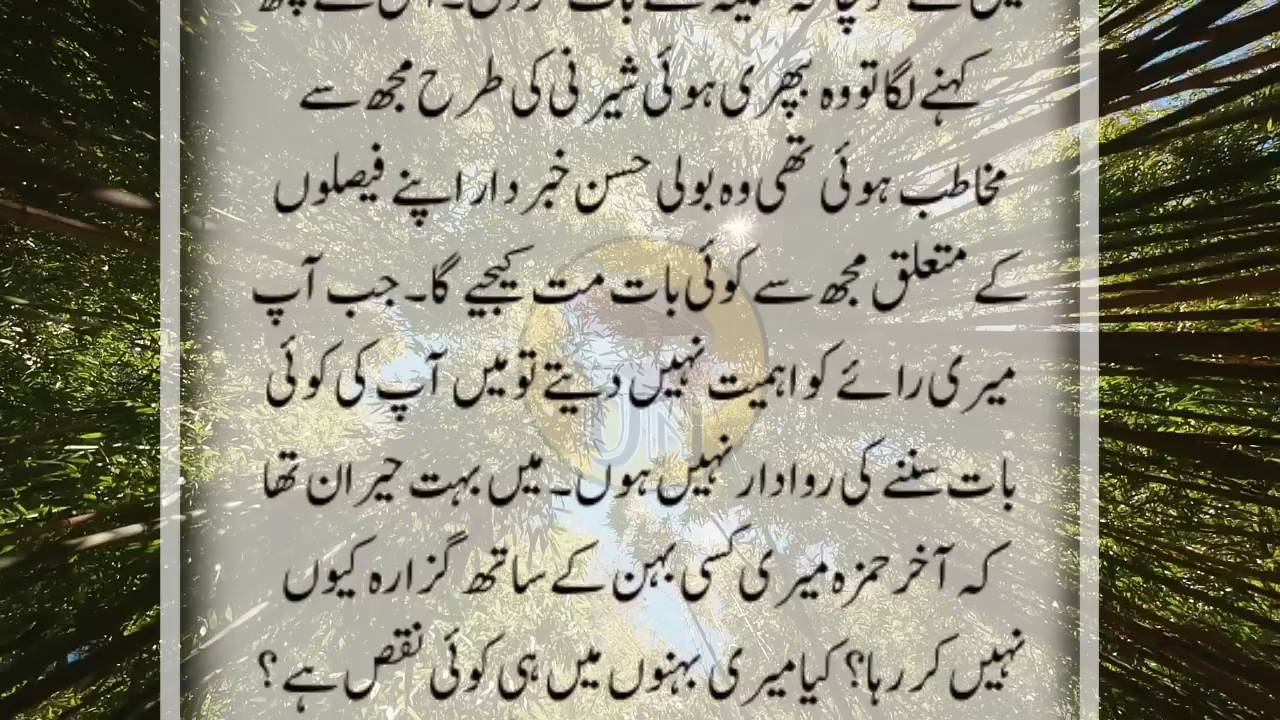 کہنے لگا تو وہ بپھری ہوئی شیرنی کی طرح مجھ سے
مخاطب ہوئی تھی وہ بولی حسن خبردار اپنے فیصلوں
کے متعلق مجھ سے کوئی بات مت کیجیے گا۔ جب آپ
میری رائے کو اہمیت نہیں دیتے تو میں آپ کی کوئی
بات سننے کی روادار نہیں ہوں۔ میں بہت حیران تھا
کہ آخر حمزہ میری کسی بہن کے ساتھ گزارہ کیوں
نہیں کر رہا؟ کیا میری بہنوں میں ہی کوئی نقص ہے؟
UN